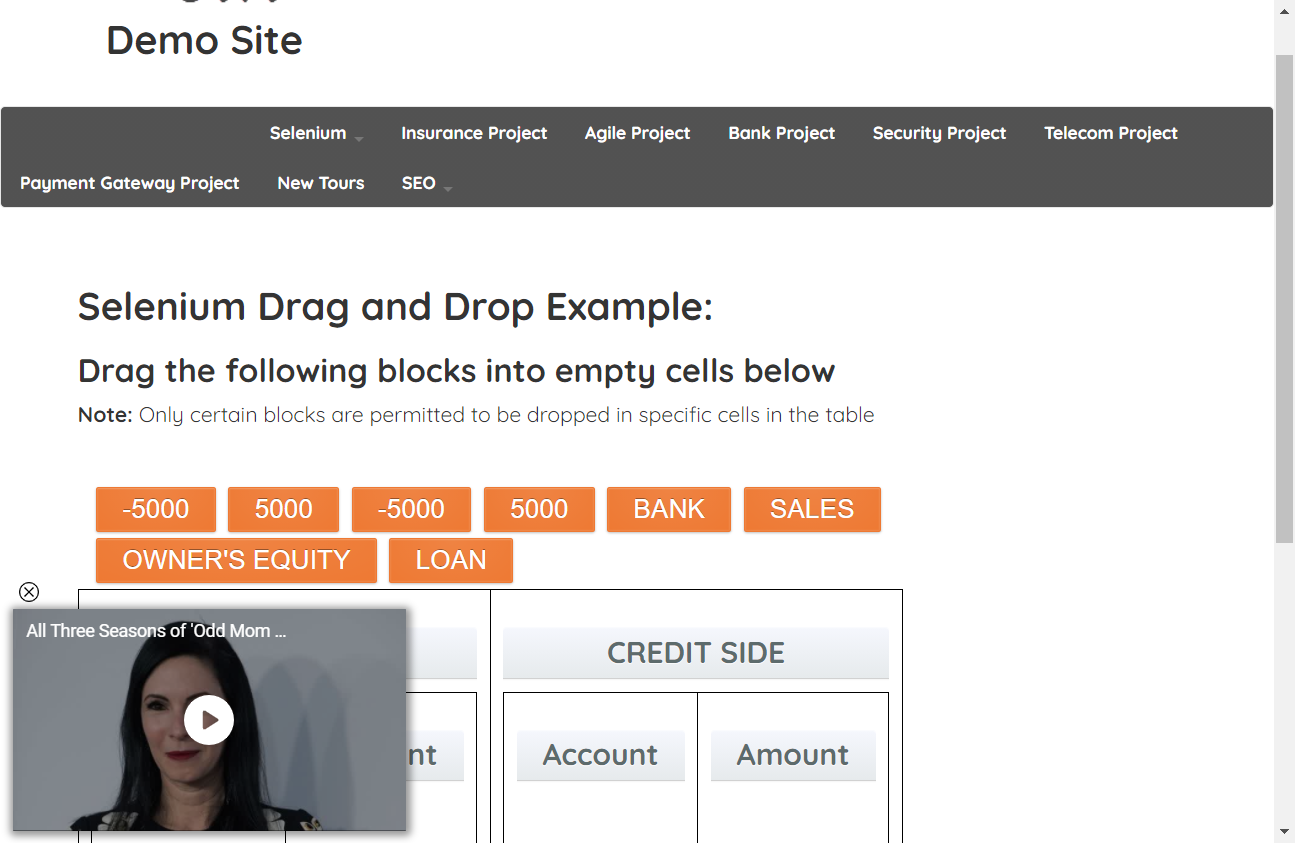 Demo Site
Selenium Insurance Project Agile Project Bank Project Security Project Telecom Project
Payment Gateway Project New Tours SEO
Selenium Drag and Drop Example:
Drag the following blocks into empty cells below
Note: Only certain blocks are permitted to be dropped in specific cells in the table
-5000 5000 -5000 5000 BANK SALES
OWNER'S EQUITY LOAN
All Three Seasons of 'Odd Mom ...
CREDIT SIDE
nt Account Amount